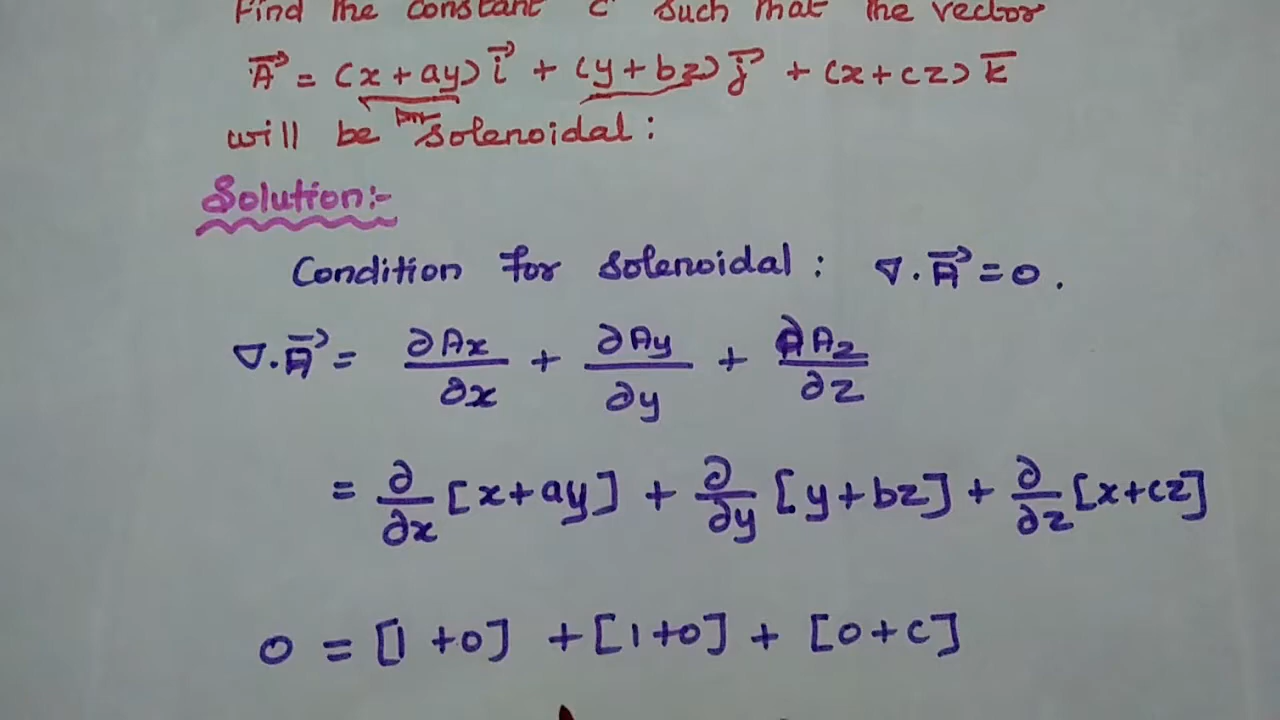 Find the constant 'c' such that the vector
A⃗ = (x + ay) i⃗ + (y + bz) j⃗ + (x + cz) k̅
will be solenoidal :
Solution:-
Condition for solenoidal : ∇ . A⃗ = 0 .
∇ . A⃗ = ∂Ax/∂x + ∂Ay/∂y + ∂Az/∂z
= ∂/∂x [x+ay] + ∂/∂y [y+bz] + ∂/∂z [x+cz]
0 = [1 +0] + [1+0] + [0+c]